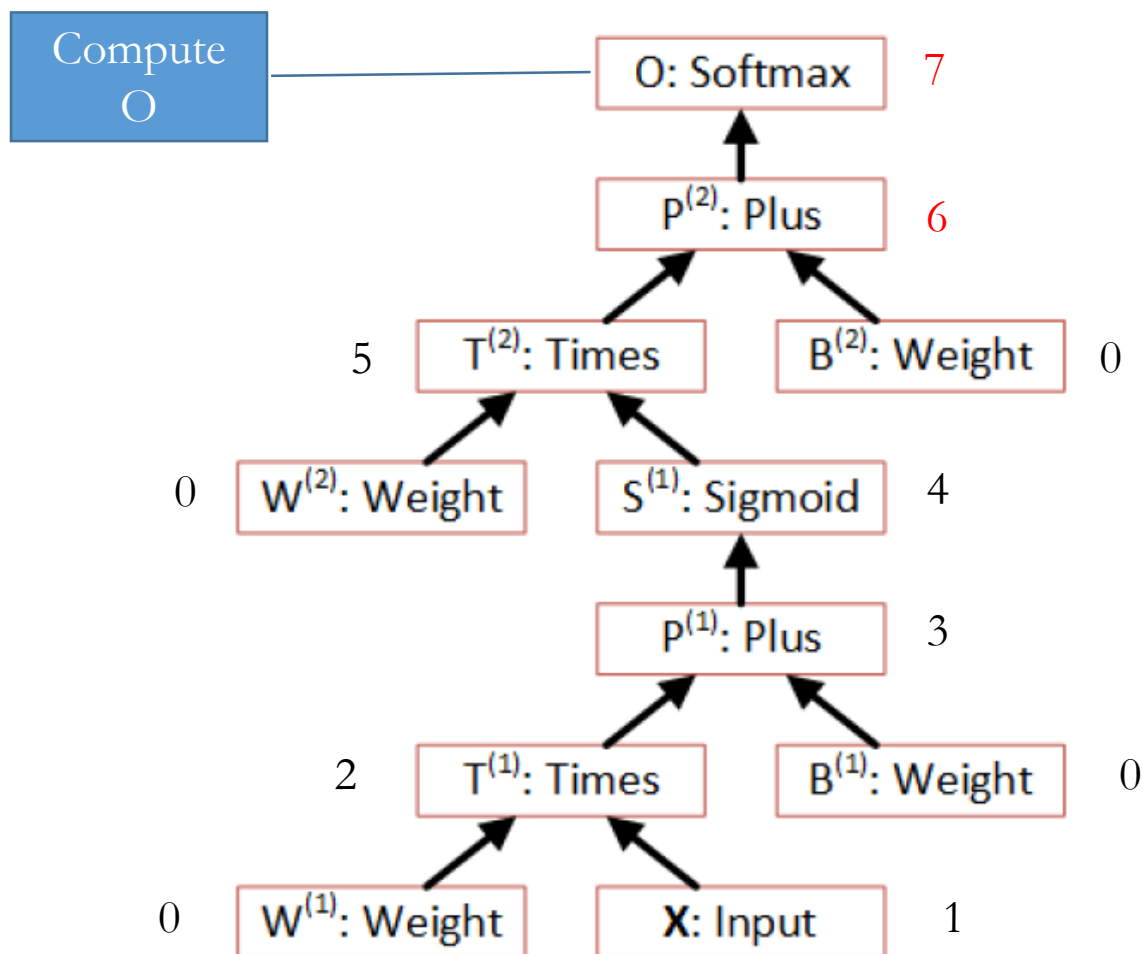 Compute
O
O: Softmax 7
P(2): Plus 6
5 T(2): Times B(2): Weight 0
0 W(2): Weight S(1): Sigmoid 4
P(1): Plus 3
2 T(1): Times B(1): Weight 0
0 W(1): Weight X: Input 1